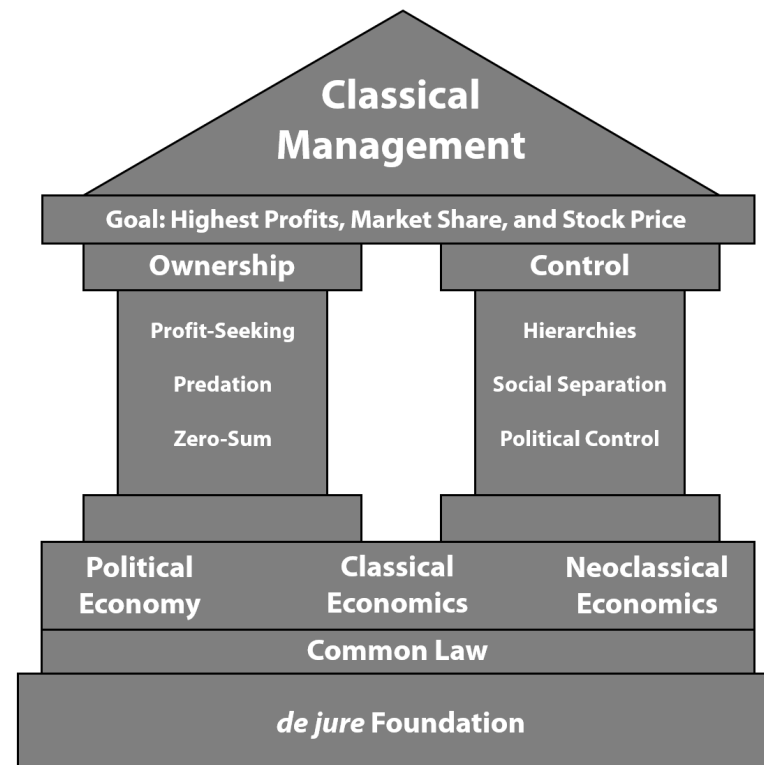 Classical
Management
Goal: Highest Profits, Market Share, and Stock Price
Ownership
Control
Profit-Seeking
Predation
Zero-Sum
Hierarchies
Social Separation
Political Control
Political
Economy
Classical
Economics
Neoclassical
Economics
Common Law
de jure Foundation